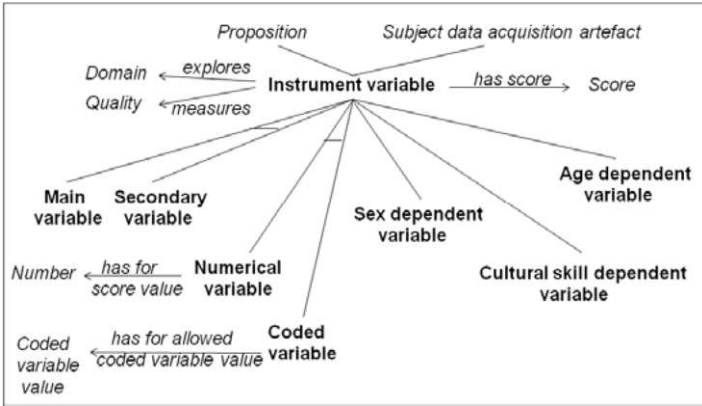 Proposition
Subject data acquisition artefact
Domain
explores
Instrument variable
has score
Score
Quality
measures
Main
variable
Secondary
variable
Sex dependent
variable
Age dependent
variable
Number
has for
score value
Numerical
variable
Cultural skill dependent
variable
Coded
variable
value
has for allowed
coded variable value
Coded
variable